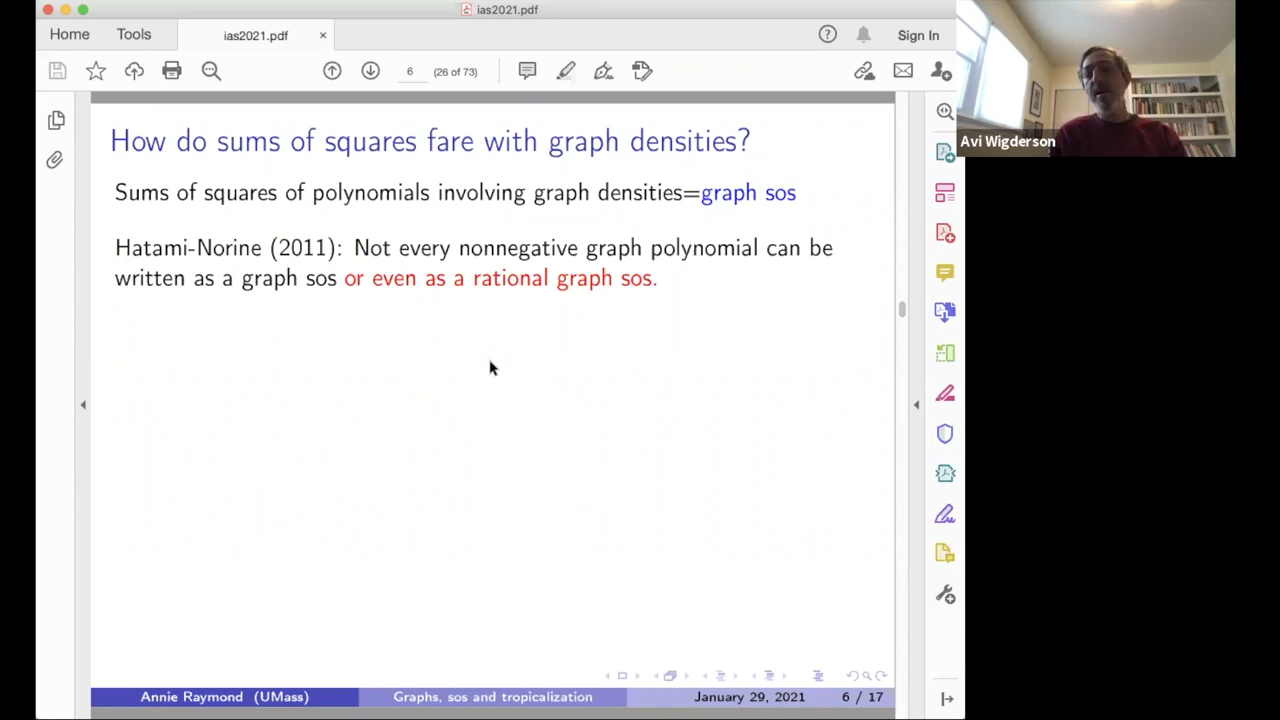 ias2021.pdf
Home
Tools
ias2021.pdf
×
Sign In
6
(26 of 73)
Avi Wigderson
How do sums of squares fare with graph densities?
Sums of squares of polynomials involving graph densities=graph sos
Hatami-Norine (2011): Not every nonnegative graph polynomial can be
written as a graph sos or even as a rational graph sos.
Annie Raymond (UMass)
Graphs, sos and tropicalization
January 29, 2021
6 / 17